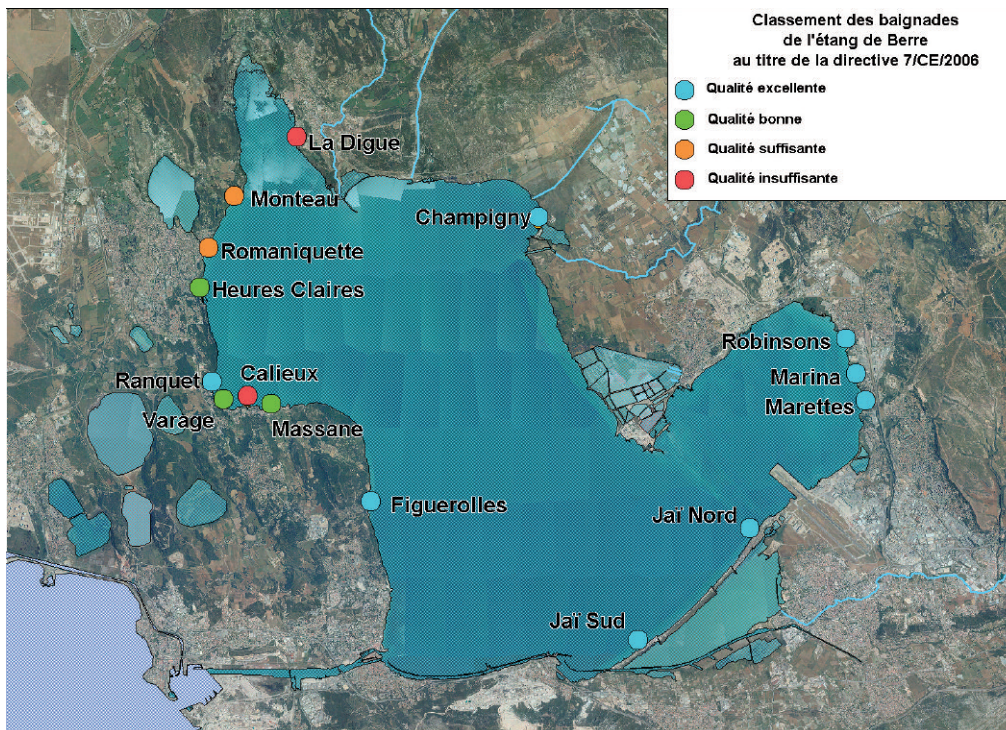 Classement des baignades
de l'étang de Berre
au titre de la directive 7/CE/2006
Qualité excellente
Qualité bonne
Qualité suffisante
Qualité insuffisante
La Digue
Monteau
Champigny
Romaniquette
Heures Claires
Robinsons
Calieux
Ranquet
Marina
Marettes
Varage
Massane
Figuerolles
Jaï Nord
Jaï Sud